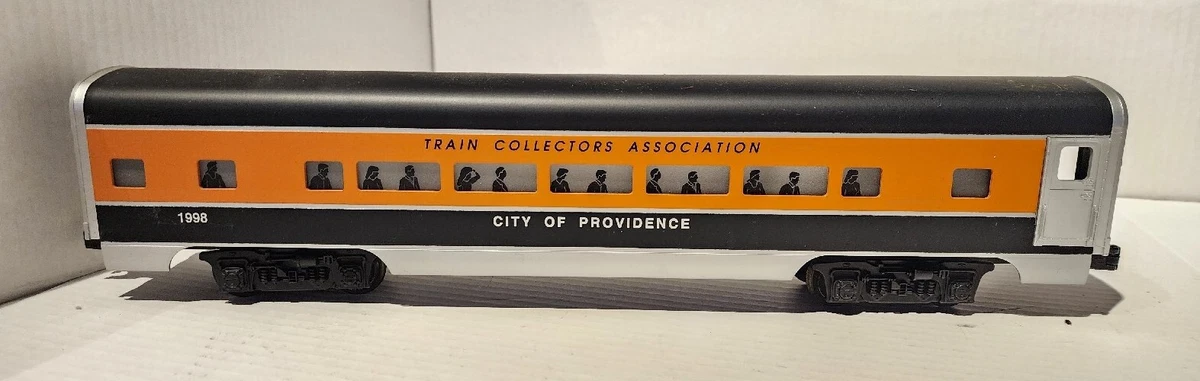 TRAIN COLLECTORS ASSOCIATION
1998
CITY OF PROVIDENCE